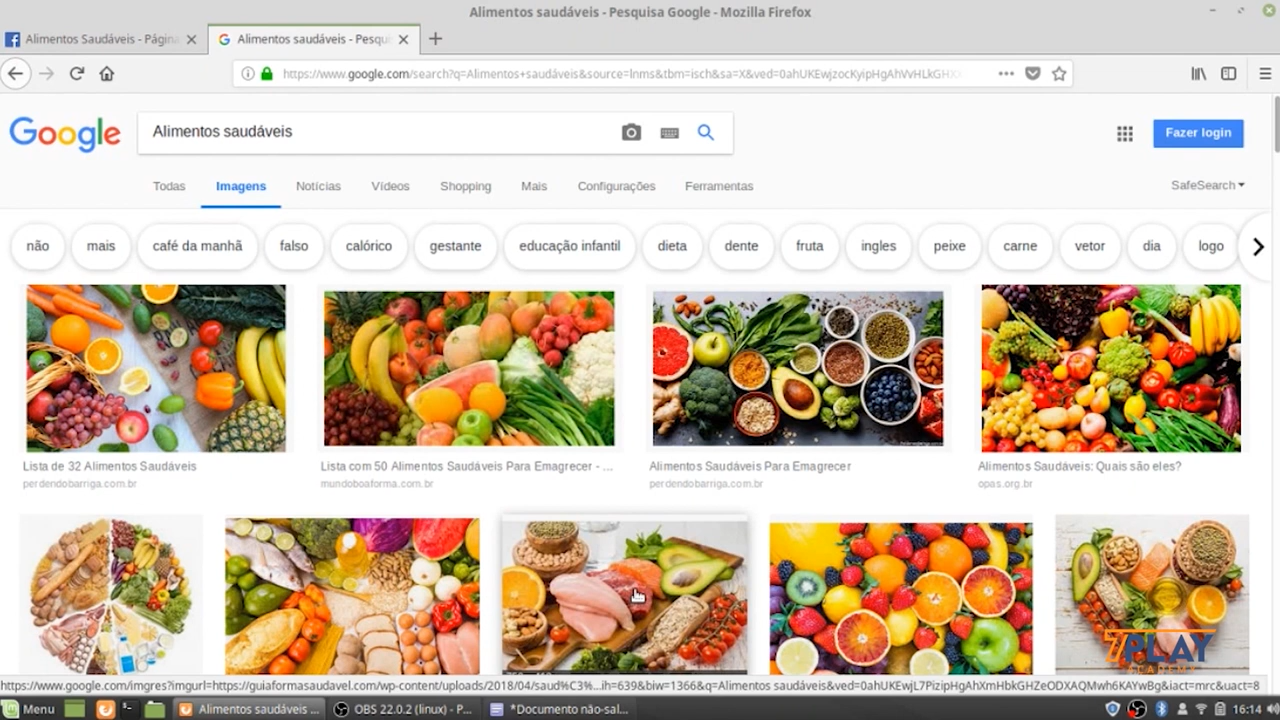 Alimentos saudáveis - Pesquisa Google - Mozilla Firefox
Alimentos Saudáveis - Página
Alimentos saudáveis - Pesqu
https://www.google.com/search?q=Alimentos+saudáveis&source=lnms&tbm=isch&sa=X&ved=
Google
Alimentos saudáveis
Fazer login
Todas Imagens Notícias Vídeos Shopping Mais Configurações Ferramentas
SafeSearch
não mais café da manhã falso calórico gestante educação infantil dieta dente fruta ingles peixe carne vetor dia logo
Lista de 32 Alimentos Saudáveis
perdendobarriga.com.br
Lista com 50 Alimentos Saudáveis Para Emagrecer - ...
mundoboaforma.com.br
Alimentos Saudáveis Para Emagrecer
perdendobarriga.com.br
Alimentos Saudáveis: Quais são eles?
opas.org.br
7PLAY
ACADEMY
https://www.google.com/imgres?imgurl=https://guiaformasaudavel.com/wp-content/uploads/2018/04/saud%C3%...ih=639&biw=1366&q=Alimentos saudáveis&ved=0ahUKEwjL7PizipHgAhXmHbkGHZeODXAQMwh6KAYwBg&iact=mrc&uact=8
Menu
Alimentos saudáveis ...
OBS 22.0.2 (linux) - P...
*Documento não-sal...
16:14